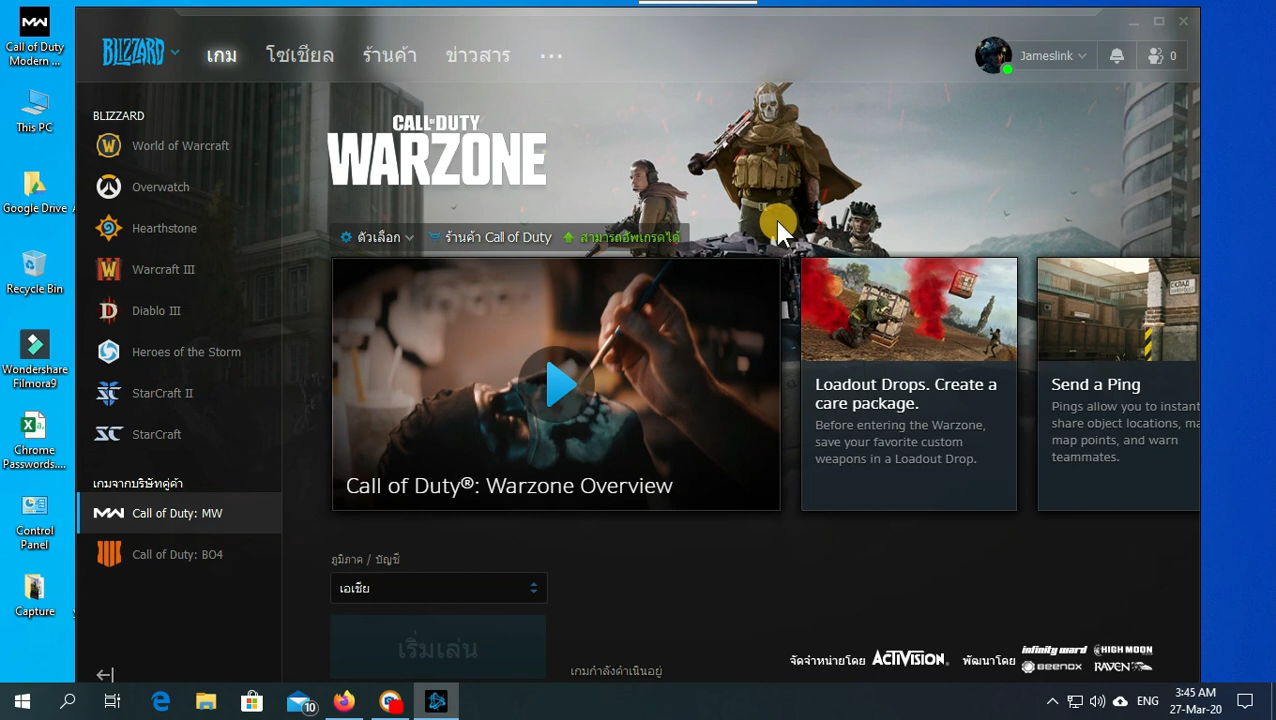 Call of Duty
Modern ...
This PC
Google Drive
Recycle Bin
Wondershare
Filmora9
Chrome
Passwords....
Control
Panel
Capture
BLIZZARD
เกม
โซเชียล
ร้านค้า
ข่าวสาร
Jameslink
0
BLIZZARD
World of Warcraft
Overwatch
Hearthstone
Warcraft III
Diablo III
Heroes of the Storm
StarCraft II
StarCraft
เกมจากบริษัทคู่ค้า
Call of Duty: MW
Call of Duty: BO4
CALL OF DUTY
WARZONE
ตัวเลือก
ร้านค้า Call of Duty
สามารถอัพเกรดได้
Call of Duty®: Warzone Overview
Loadout Drops. Create a
care package.
Before entering the Warzone,
save your favorite custom
weapons in a Loadout Drop.
СКЛАД
Send a Ping
Pings allow you to instant
share object locations, ma
map points, and warn
teammates.
ภูมิภาค / บัญชี
เอเชีย
เริ่มเล่น
เกมกำลังดำเนินอยู่
จัดจำหน่ายโดย
ACTIVISION
พัฒนาโดย
infinity ward
HIGH MOON
BEENOX
RAVEN
10
ENG
3:45 AM
27-Mar-20